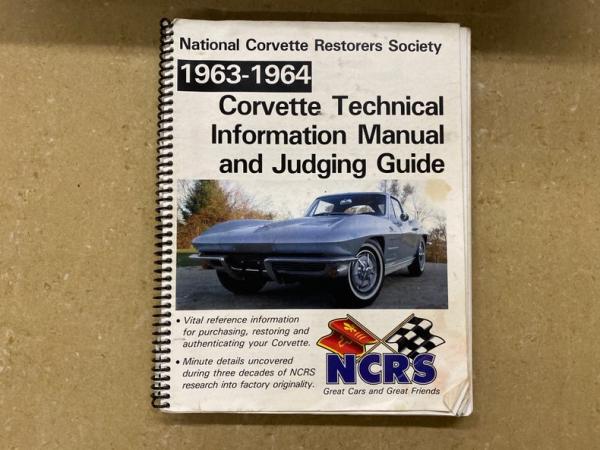 National Corvette Restorers Society
1963-1964
Corvette Technical
Information Manual
and Judging Guide
• Vital reference information
for purchasing, restoring and
authenticating your Corvette.
• Minute details uncovered
during three decades of NCRS
research into factory originality.
NCRS
Great Cars and Great Friends